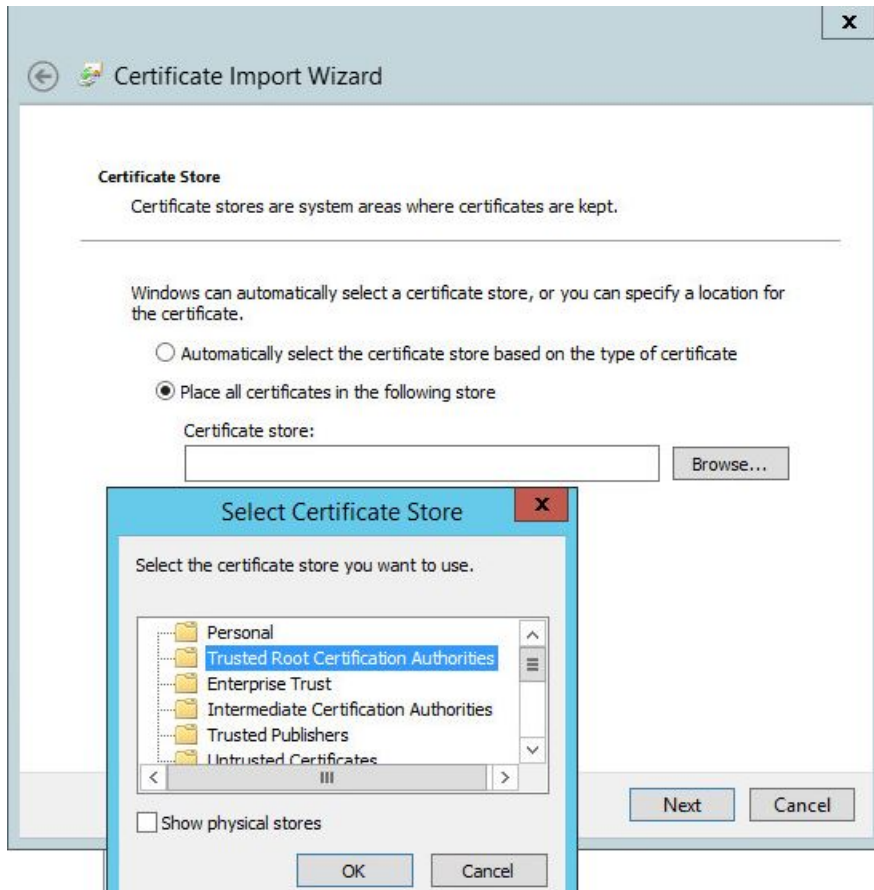 x
Certificate Import Wizard
Certificate Store
Certificate stores are system areas where certificates are kept.
Windows can automatically select a certificate store, or you can specify a location for
the certificate.
Automatically select the certificate store based on the type of certificate
Place all certificates in the following store
Certificate store:
Browse...
Select Certificate Store
x
Select the certificate store you want to use.
Personal
Trusted Root Certification Authorities
Enterprise Trust
Intermediate Certification Authorities
Trusted Publishers
Untrusted Certificates
Show physical stores
OK
Cancel
Next
Cancel